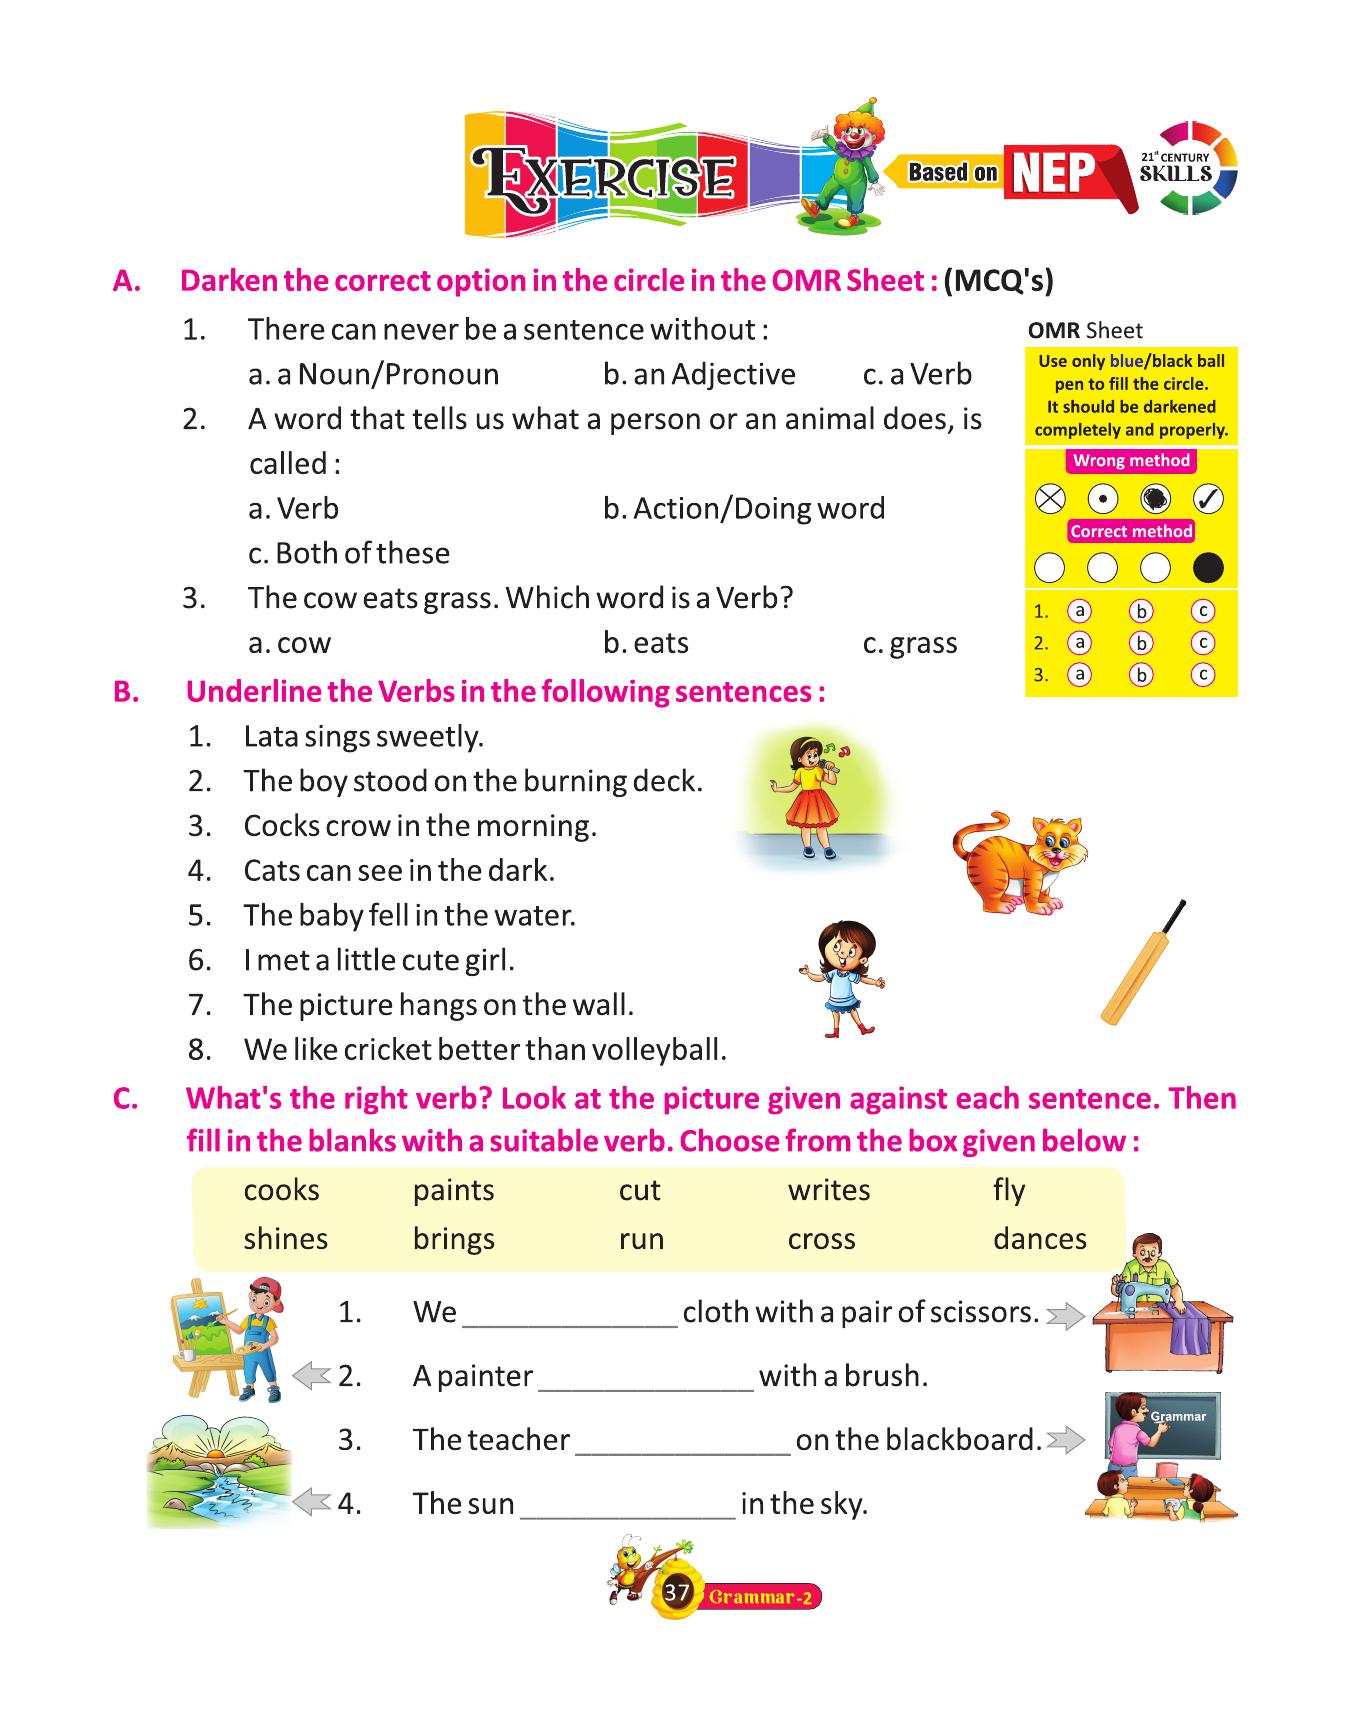 EXERCISE
Based on NEP
21st CENTURY
SKILLS
A. Darken the correct option in the circle in the OMR Sheet : (MCQ's)
1. There can never be a sentence without :
a. a Noun/Pronoun b. an Adjective c. a Verb
2. A word that tells us what a person or an animal does, is
called :
a. Verb b. Action/Doing word
c. Both of these
3. The cow eats grass. Which word is a Verb?
a. cow b. eats c. grass
OMR Sheet
Use only blue/black ball
pen to fill the circle.
It should be darkened
completely and properly.
Wrong method
Correct method
1. a b c
2. a b c
3. a b c
B. Underline the Verbs in the following sentences :
1. Lata sings sweetly.
2. The boy stood on the burning deck.
3. Cocks crow in the morning.
4. Cats can see in the dark.
5. The baby fell in the water.
6. I met a little cute girl.
7. The picture hangs on the wall.
8. We like cricket better than volleyball.
C. What's the right verb? Look at the picture given against each sentence. Then
fill in the blanks with a suitable verb. Choose from the box given below :
cooks paints cut writes fly
shines brings run cross dances
1. We _____________ cloth with a pair of scissors.
2. A painter _____________ with a brush.
3. The teacher _____________ on the blackboard.
Grammar
4. The sun _____________ in the sky.
37 Grammar-2